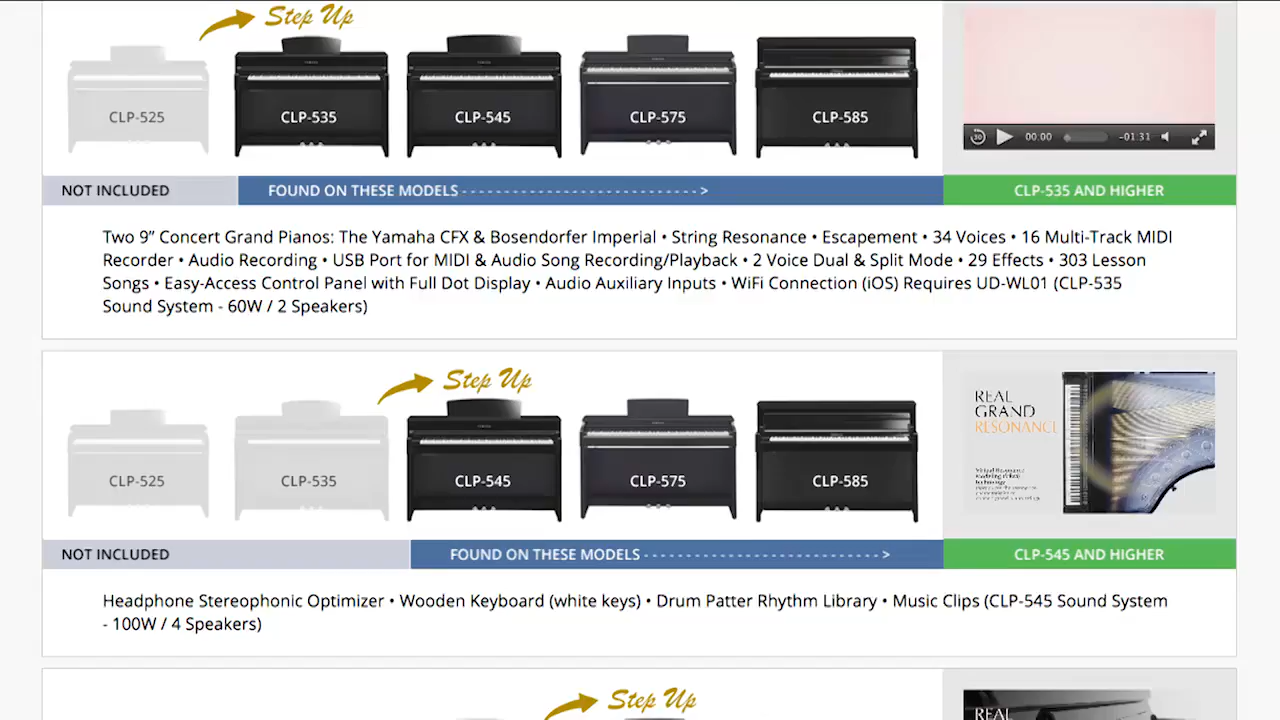 Step Up
CLP-525
CLP-535
CLP-545
CLP-575
CLP-585
30
00:00
-01:31
NOT INCLUDED
FOUND ON THESE MODELS - - - - - - - - - - - - - - - - - - - - - - - - - - - - >
CLP-535 AND HIGHER
Two 9” Concert Grand Pianos: The Yamaha CFX & Bosendorfer Imperial • String Resonance • Escapement • 34 Voices • 16 Multi-Track MIDI
Recorder • Audio Recording • USB Port for MIDI & Audio Song Recording/Playback • 2 Voice Dual & Split Mode • 29 Effects • 303 Lesson
Songs • Easy-Access Control Panel with Full Dot Display • Audio Auxiliary Inputs • WiFi Connection (iOS) Requires UD-WL01 (CLP-535
Sound System - 60W / 2 Speakers)
Step Up
CLP-525
CLP-535
CLP-545
CLP-575
CLP-585
REAL
GRAND
RESONANCE
Virtual Resonance
Modeling (VRM)
technology
NOT INCLUDED
FOUND ON THESE MODELS - - - - - - - - - - - - - - - - - - - - - - - - - - - - >
CLP-545 AND HIGHER
Headphone Stereophonic Optimizer • Wooden Keyboard (white keys) • Drum Patter Rhythm Library • Music Clips (CLP-545 Sound System
- 100W / 4 Speakers)
Step Up
REAL